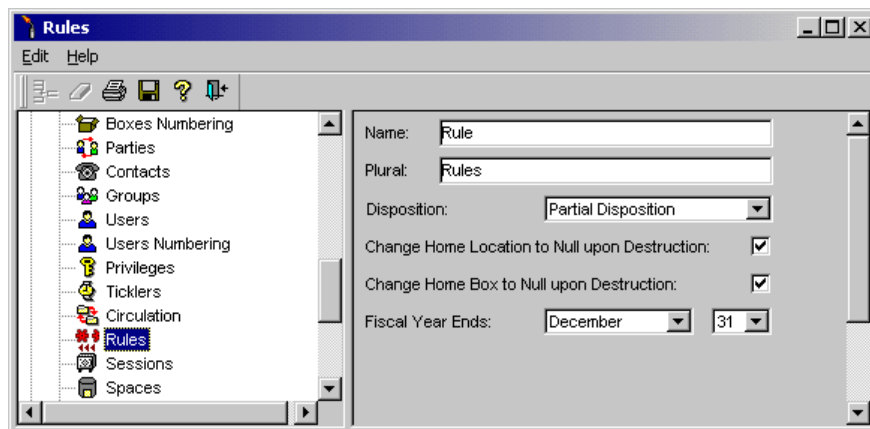 Rules
Edit Help
Boxes Numbering
Parties
Contacts
Groups
Users
Users Numbering
Privileges
Ticklers
Circulation
Rules
Sessions
Spaces
Name: Rule
Plural: Rules
Disposition: Partial Disposition
Change Home Location to Null upon Destruction:
Change Home Box to Null upon Destruction:
Fiscal Year Ends: December 31